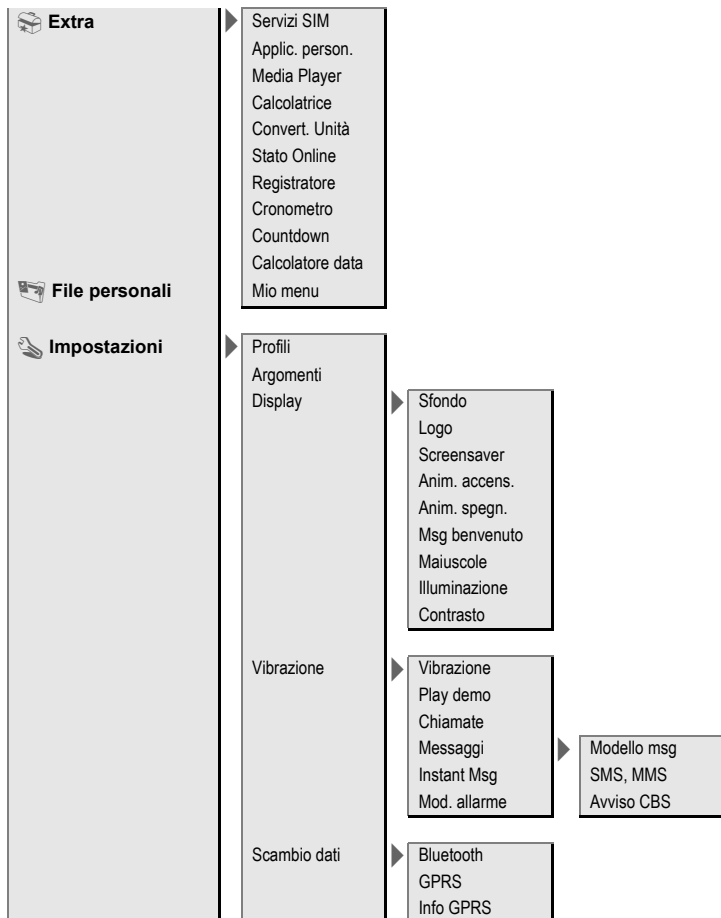 Extra
Servizi SIM
Applic. person.
Media Player
Calcolatrice
Convert. Unità
Stato Online
Registratore
Cronometro
Countdown
Calcolatore data
File personali
Mio menu
Impostazioni
Profili
Argomenti
Display
Sfondo
Logo
Screensaver
Anim. accens.
Anim. spegn.
Msg benvenuto
Maiuscole
Illuminazione
Contrasto
Vibrazione
Vibrazione
Play demo
Chiamate
Messaggi
Modello msg
Instant Msg
SMS, MMS
Mod. allarme
Avviso CBS
Scambio dati
Bluetooth
GPRS
Info GPRS